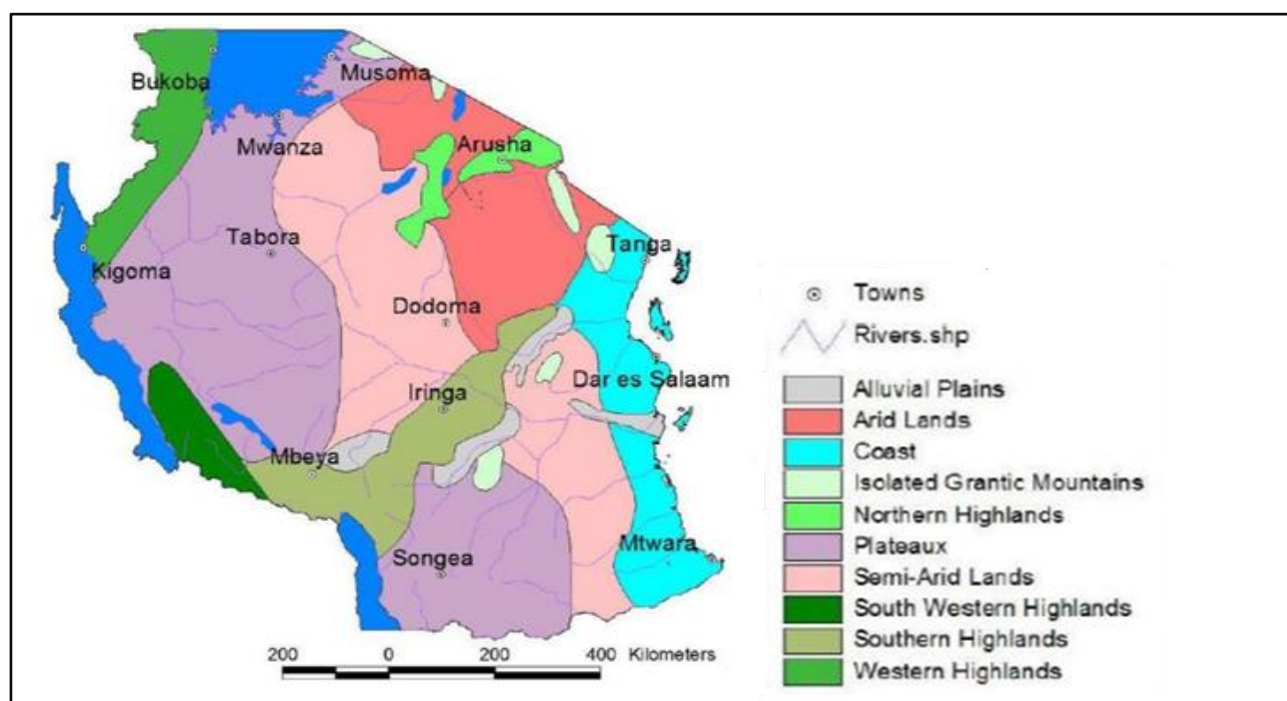 Bukoba
Musoma
Mwanza
Arusha
Tabora
Tanga
Kigoma
Dodoma
Iringa
Dar es Salaam
Mbeya
Songea
Mtwara
200 0 200 400 Kilometers
Towns
Rivers.shp
Alluvial Plains
Arid Lands
Coast
Isolated Grantic Mountains
Northern Highlands
Plateaux
Semi-Arid Lands
South Western Highlands
Southern Highlands
Western Highlands